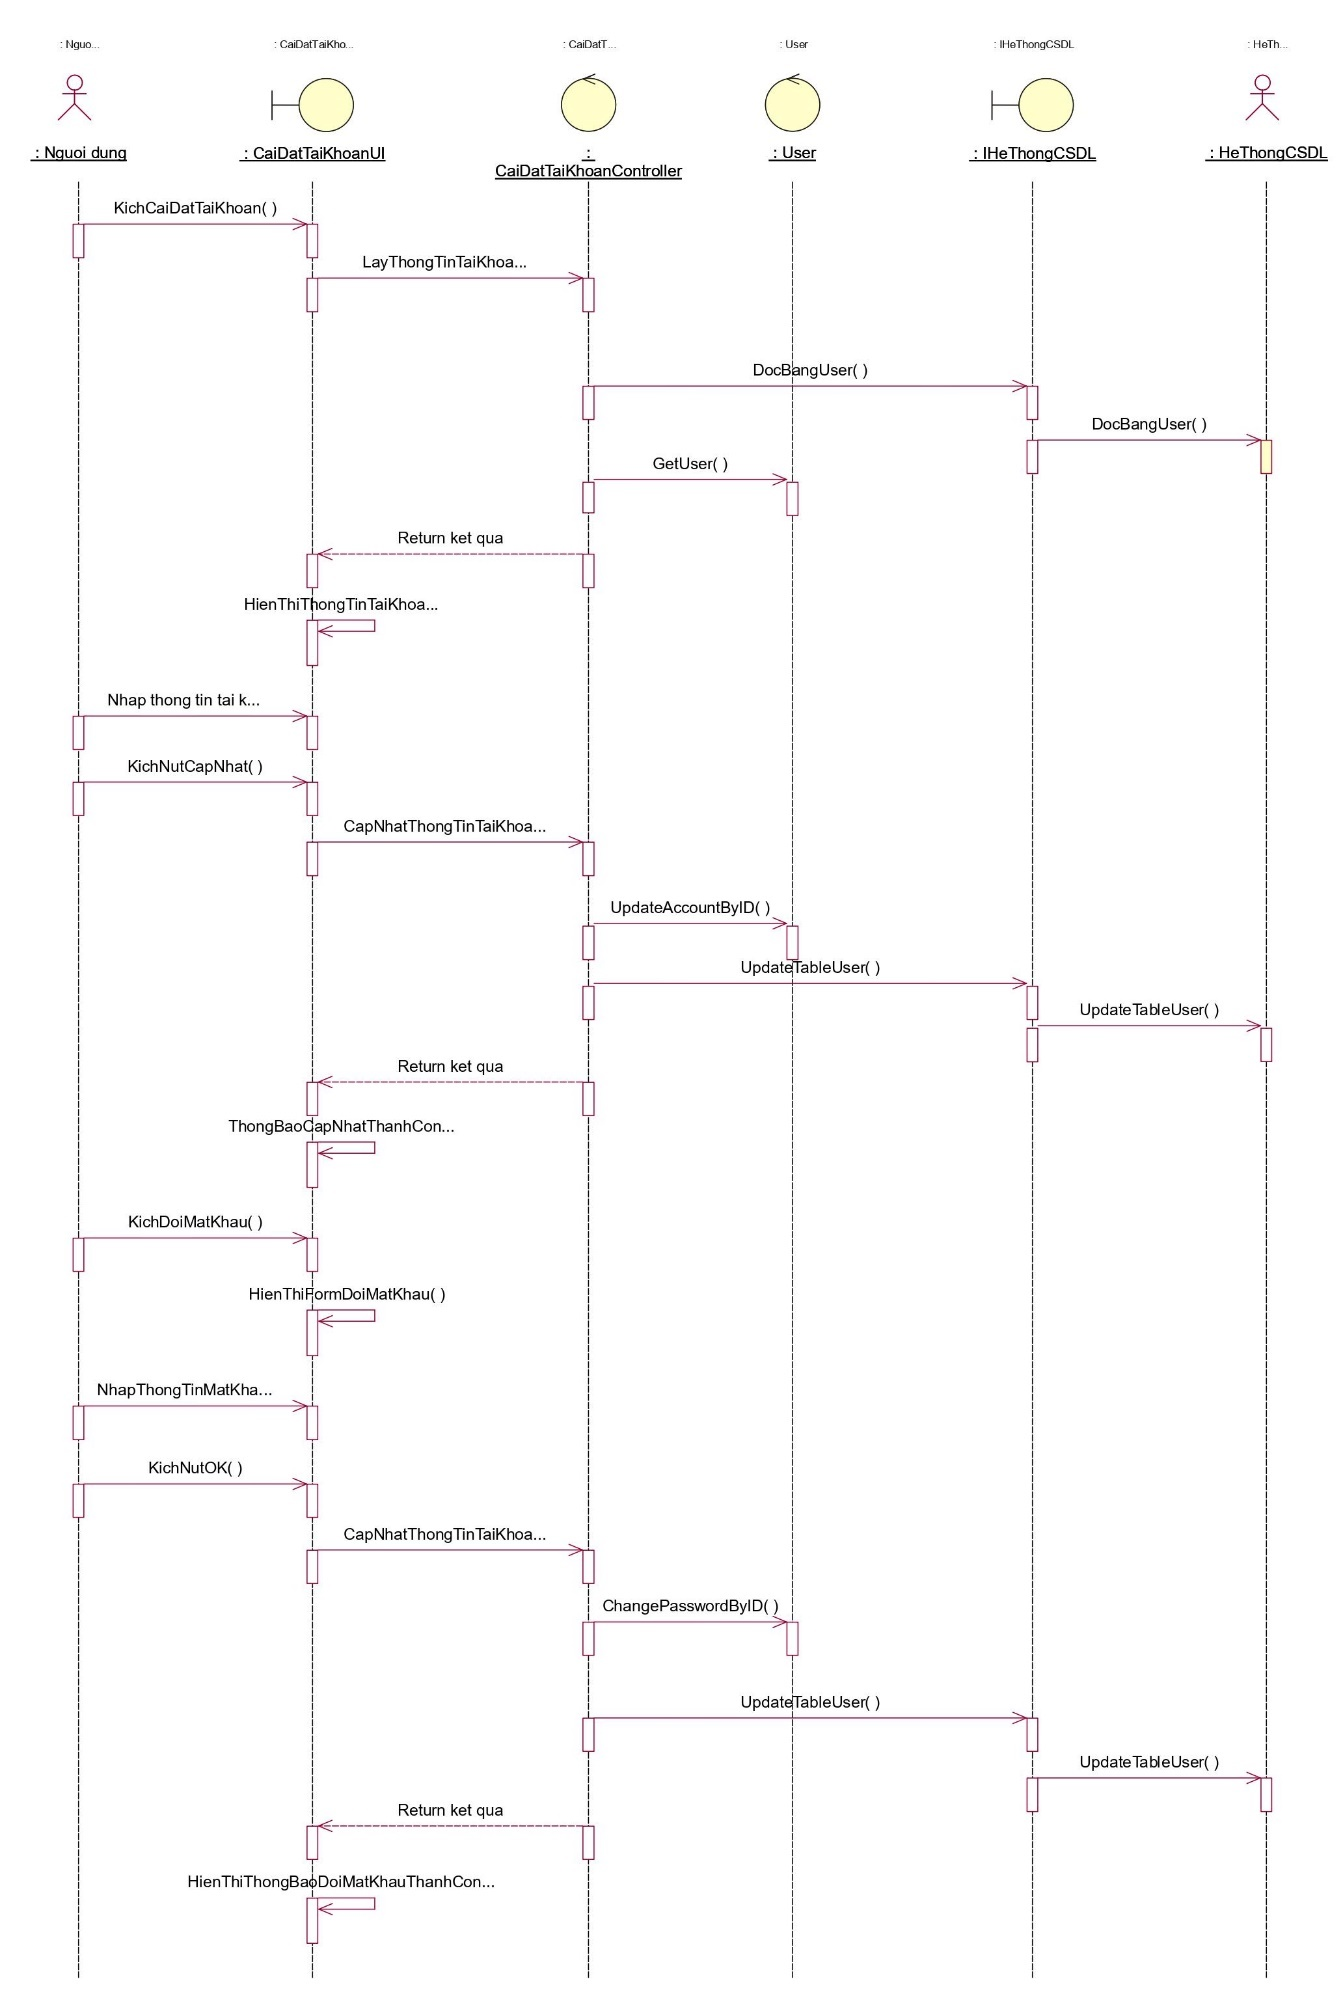 : Nguo...
: CaiDatTaiKho...
: CaiDatT...
: User
: IHeThongCSDL
: HeTh...
: Nguoi dung
: CaiDatTaiKhoanUI
:
CaiDatTaiKhoanController
: User
: IHeThongCSDL
: HeThongCSDL
KichCaiDatTaiKhoan( )
LayThongTinTaiKhoa...
DocBangUser( )
DocBangUser( )
GetUser( )
Return ket qua
HienThiThongTinTaiKhoa...
Nhap thong tin tai k...
KichNutCapNhat( )
CapNhatThongTinTaiKhoa...
UpdateAccountByID( )
UpdateTableUser( )
UpdateTableUser( )
Return ket qua
ThongBaoCapNhatThanhCon...
KichDoiMatKhau( )
HienThiFormDoiMatKhau( )
NhapThongTinMatKha...
KichNutOK( )
CapNhatThongTinTaiKhoa...
ChangePasswordByID( )
UpdateTableUser( )
UpdateTableUser( )
Return ket qua
HienThiThongBaoDoiMatKhauThanhCon...